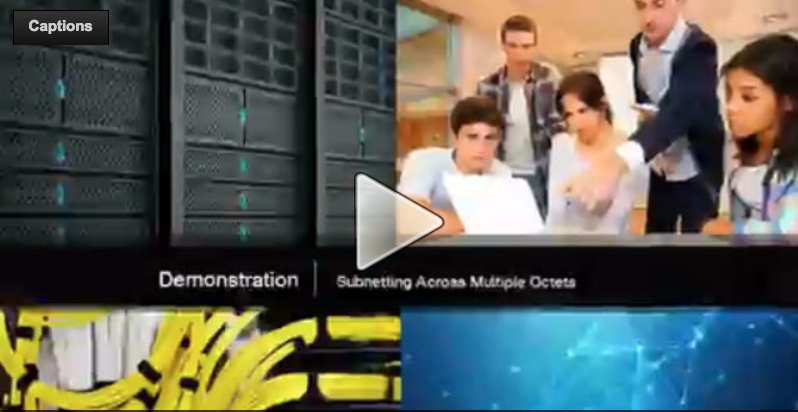 Captions
Demonstration
Subnetting Across Multiple Octets